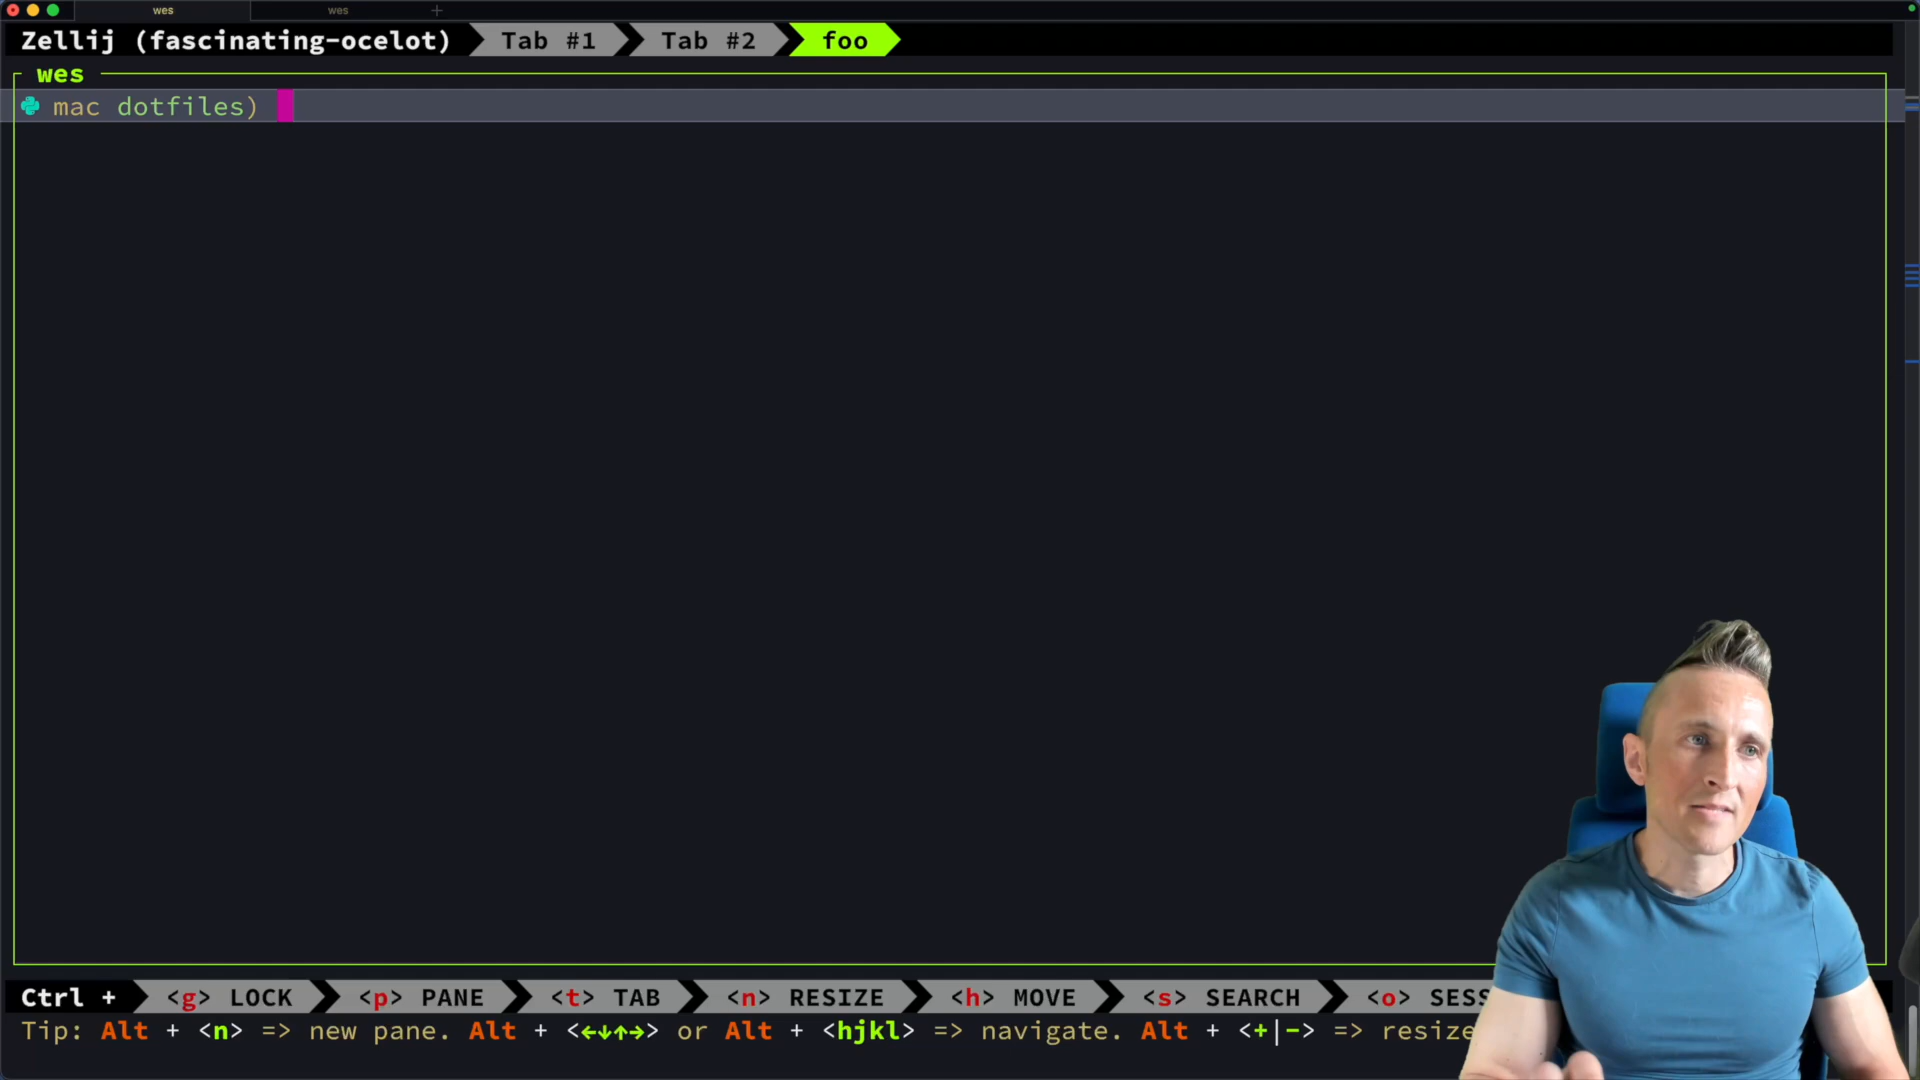 wes wes +
Zellij (fascinating-ocelot) Tab #1 Tab #2 foo
wes
mac dotfiles)
Ctrl + <g> LOCK <p> PANE <t> TAB <n> RESIZE <h> MOVE <s> SEARCH <o> SESS
Tip: Alt + <n> => new pane. Alt + <←↓↑→> or Alt + <hjkl> => navigate. Alt + <+|-> => resize